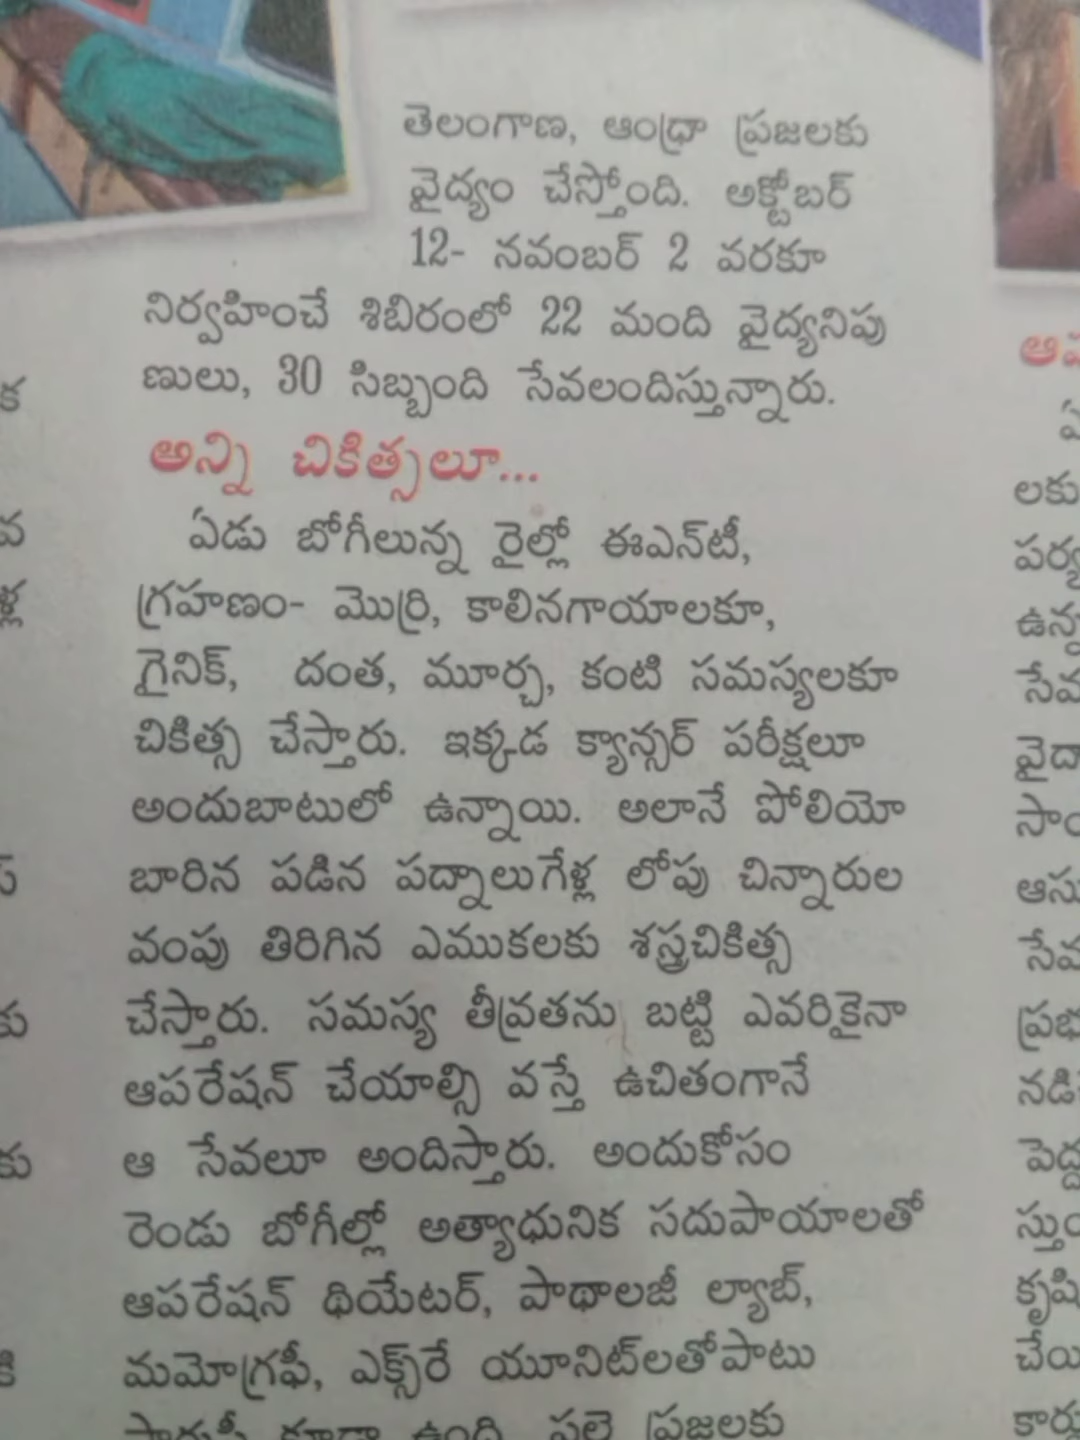 తెలంగాణ, ఆంధ్రా ప్రజలకు
వైద్యం చేస్తోంది. అక్టోబర్
12- నవంబర్ 2 వరకూ
నిర్వహించే శిబిరంలో 22 మంది వైద్యనిపు
ణులు, 30 సిబ్బంది సేవలందిస్తున్నారు.
అన్ని చికిత్సలూ...
ఏడు బోగీలున్న రైల్లో ఈఎన్‌టీ,
గ్రహణం- మొర్రి, కాలినగాయాలకూ,
గైనిక్, దంత, మూర్ఛ, కంటి సమస్యలకూ
చికిత్స చేస్తారు. ఇక్కడ క్యాన్సర్ పరీక్షలూ
అందుబాటులో ఉన్నాయి. అలానే పోలియో
బారిన పడిన పద్నాలుగేళ్ల లోపు చిన్నారుల
వంపు తిరిగిన ఎముకలకు శస్త్రచికిత్స
చేస్తారు. సమస్య తీవ్రతను బట్టి ఎవరికైనా
ఆపరేషన్ చేయాల్సి వస్తే ఉచితంగానే
ఆ సేవలూ అందిస్తారు. అందుకోసం
రెండు బోగీల్లో అత్యాధునిక సదుపాయాలతో
ఆపరేషన్ థియేటర్, పాథాలజీ ల్యాబ్,
మమోగ్రఫీ, ఎక్స్‌రే యూనిట్‌లతోపాటు
కూడా ఉంది. పల్లె ప్రజలకు